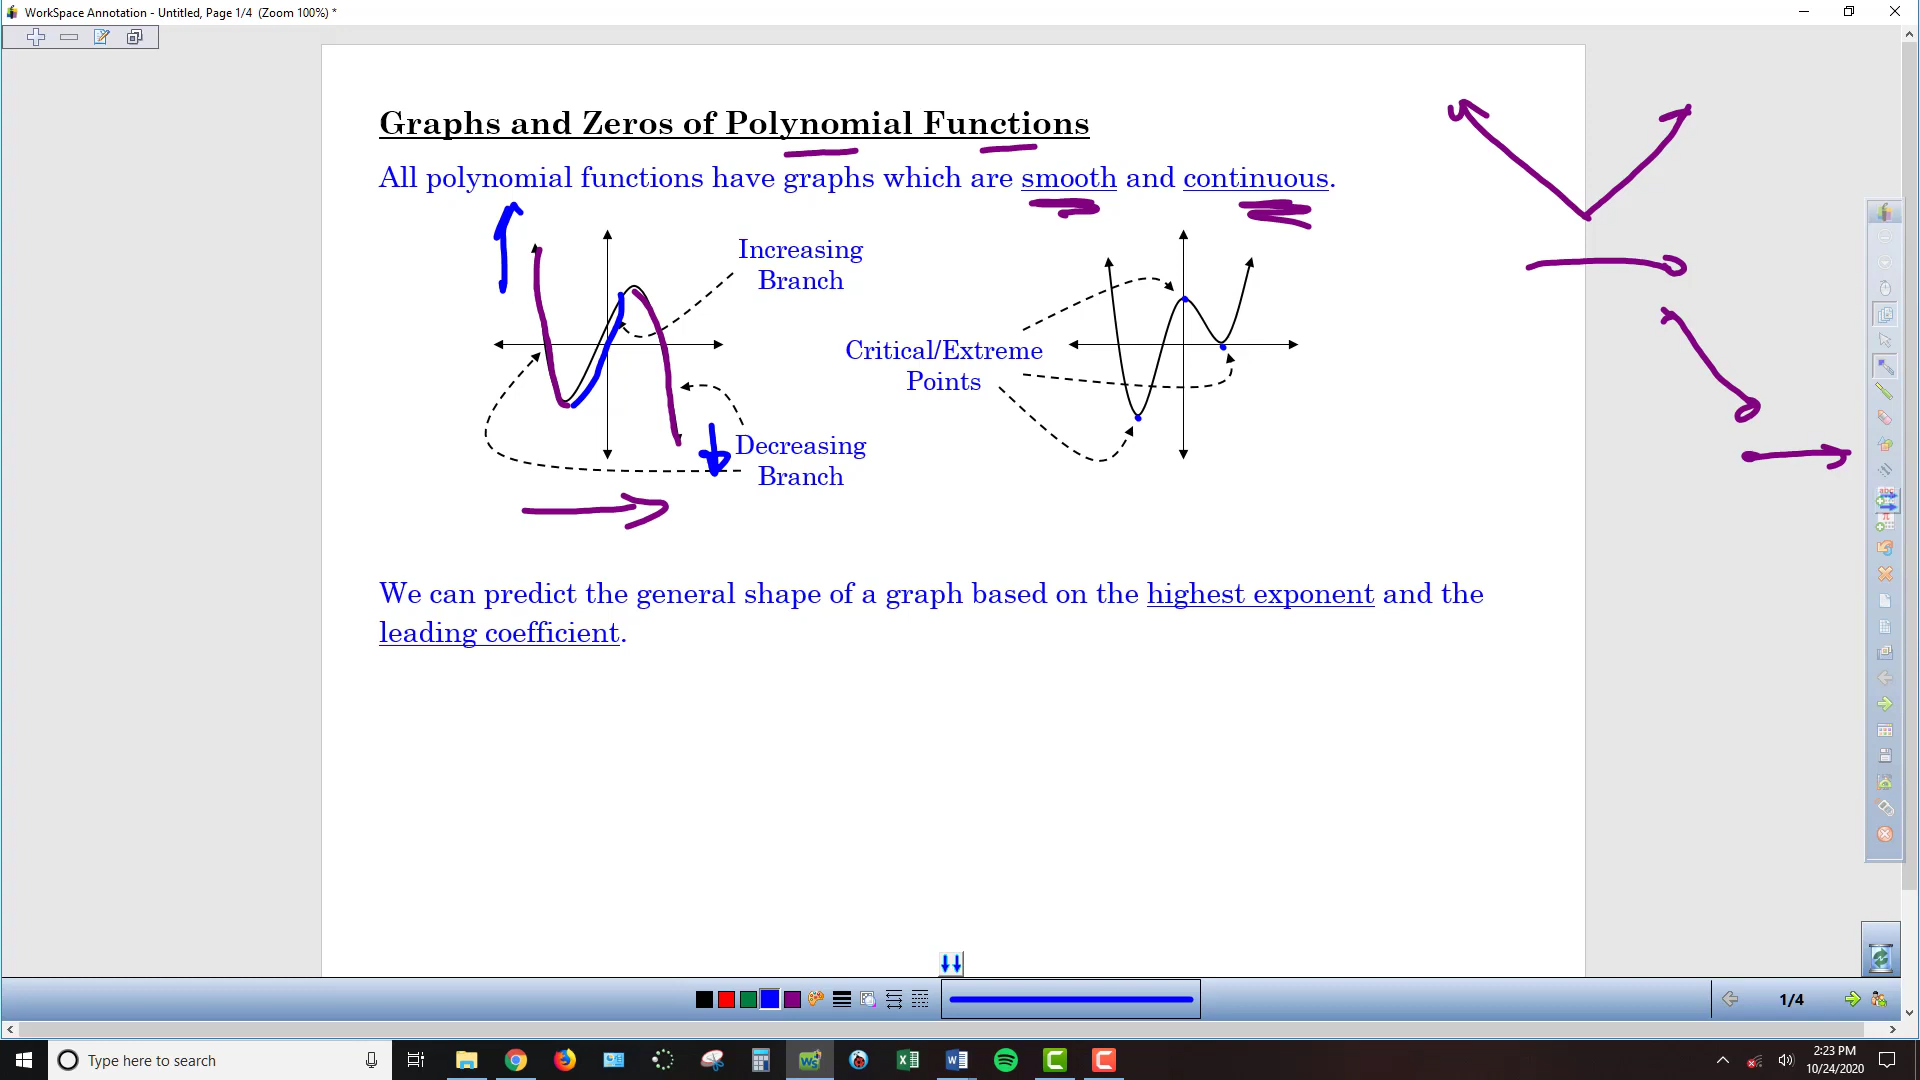 WorkSpace Annotation - Untitled, Page 1/4 (Zoom 100%) *
Graphs and Zeros of Polynomial Functions
All polynomial functions have graphs which are smooth and continuous.
Increasing
Branch
Critical/Extreme
Points
Decreasing
Branch
We can predict the general shape of a graph based on the highest exponent and the
leading coefficient.
1/4
Type here to search
2:23 PM
10/24/2020